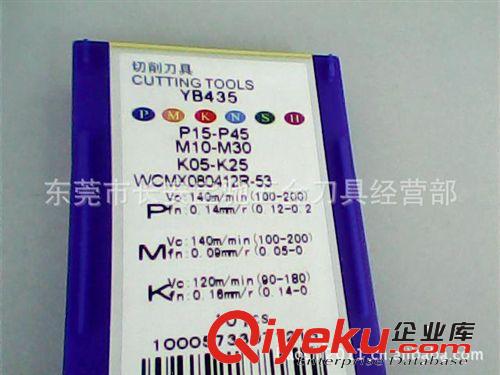 切削刀具
CUTTING TOOLS
YB435
P M K N S H
P15-P45
M10-M30
K05-K25
WCMX080412R-53
东莞市长 刀具经营部
P Vc:140m/min(100-200)
fn:0.14mm/r(0.12-0.2
M Vc:140m/min(100-200)
fn:0.09mm/r(0.05-0
K Vc:120m/min(90-180)
fn:0.16mm/r(0.14-0.
10pcs
Qiyeku.com 企业库
Enterprise Database